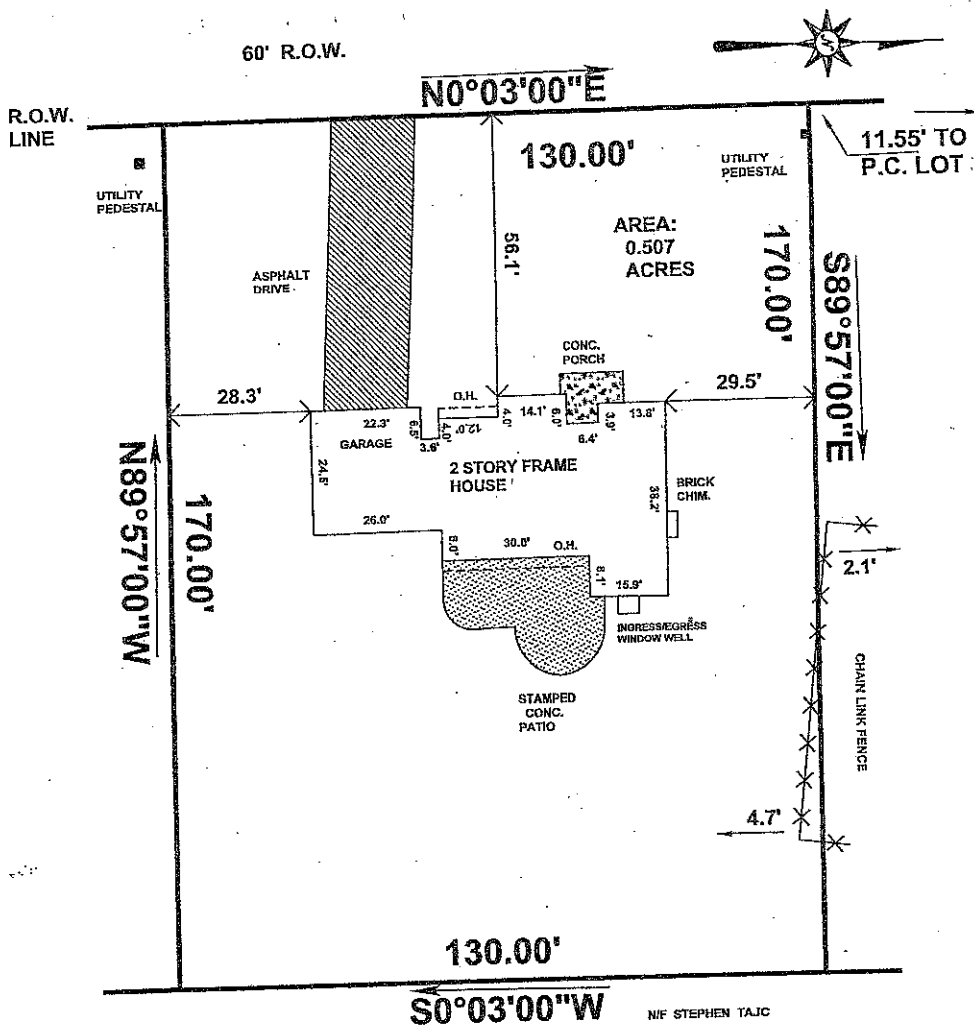 60' R.O.W.
N
N0°03'00"E
R.O.W.
LINE
130.00'
11.55' TO
P.C. LOT
UTILITY
PEDESTAL
UTILITY
PEDESTAL
AREA:
0.507
ACRES
56.1'
170.00'
S89°57'00"E
ASPHALT
DRIVE
CONC.
PORCH
28.3'
29.5'
O.H.
14.1'
13.8'
22.3'
6.5'
4.0'
12.0'
4.0'
6.0'
3.9'
GARAGE
3.6'
6.4'
24.5'
2 STORY FRAME
HOUSE
38.2'
BRICK
CHIM.
N89°57'00"W
170.00'
26.0'
30.0'
O.H.
8.1'
15.9'
2.1'
INGRESS/EGRESS
WINDOW WELL
STAMPED
CONC.
PATIO
CHAIN LINK FENCE
4.7'
130.00'
S0°03'00"W
N/F STEPHEN TAJC